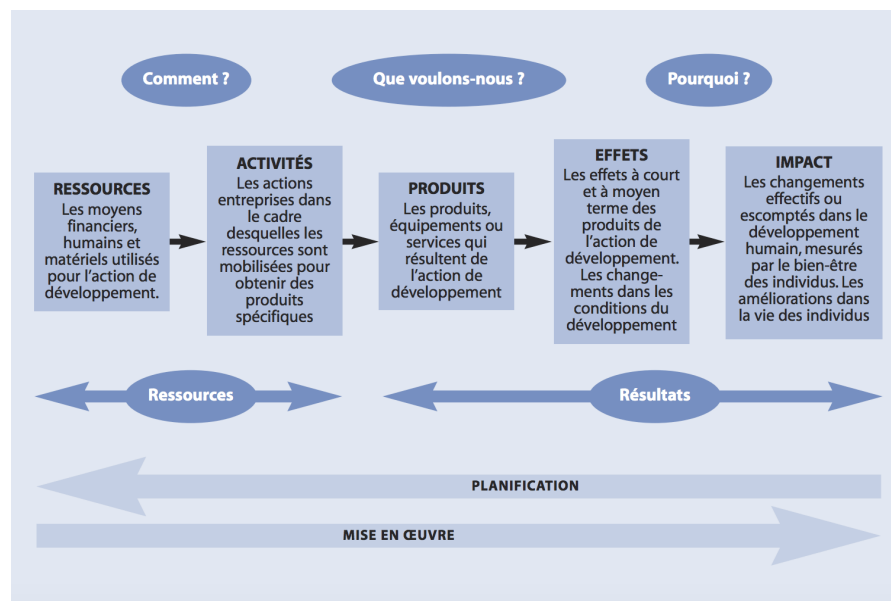 Comment ?
Que voulons-nous ?
Pourquoi ?
RESSOURCES
Les moyens
financiers,
humains et
matériels utilisés
pour l’action de
développement.
ACTIVITÉS
Les actions
entreprises dans
le cadre
desquelles les
ressources sont
mobilisées pour
obtenir des
produits
spécifiques
PRODUITS
Les produits,
équipements ou
services qui
résultent de
l’action de
développement
EFFETS
Les effets à court
et à moyen
terme des
produits de
l’action de
développement.
Les change-
ments dans les
conditions du
développement
IMPACT
Les changements
effectifs ou
escomptés dans le
développement
humain, mesurés
par le bien-être
des individus. Les
améliorations dans
la vie des individus
Ressources
Résultats
PLANIFICATION
MISE EN ŒUVRE